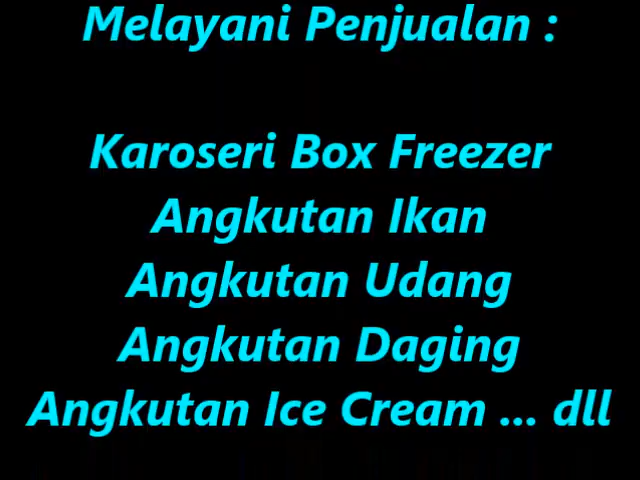 Melayani Penjualan :
Karoseri Box Freezer
Angkutan Ikan
Angkutan Udang
Angkutan Daging
Angkutan Ice Cream ... dll